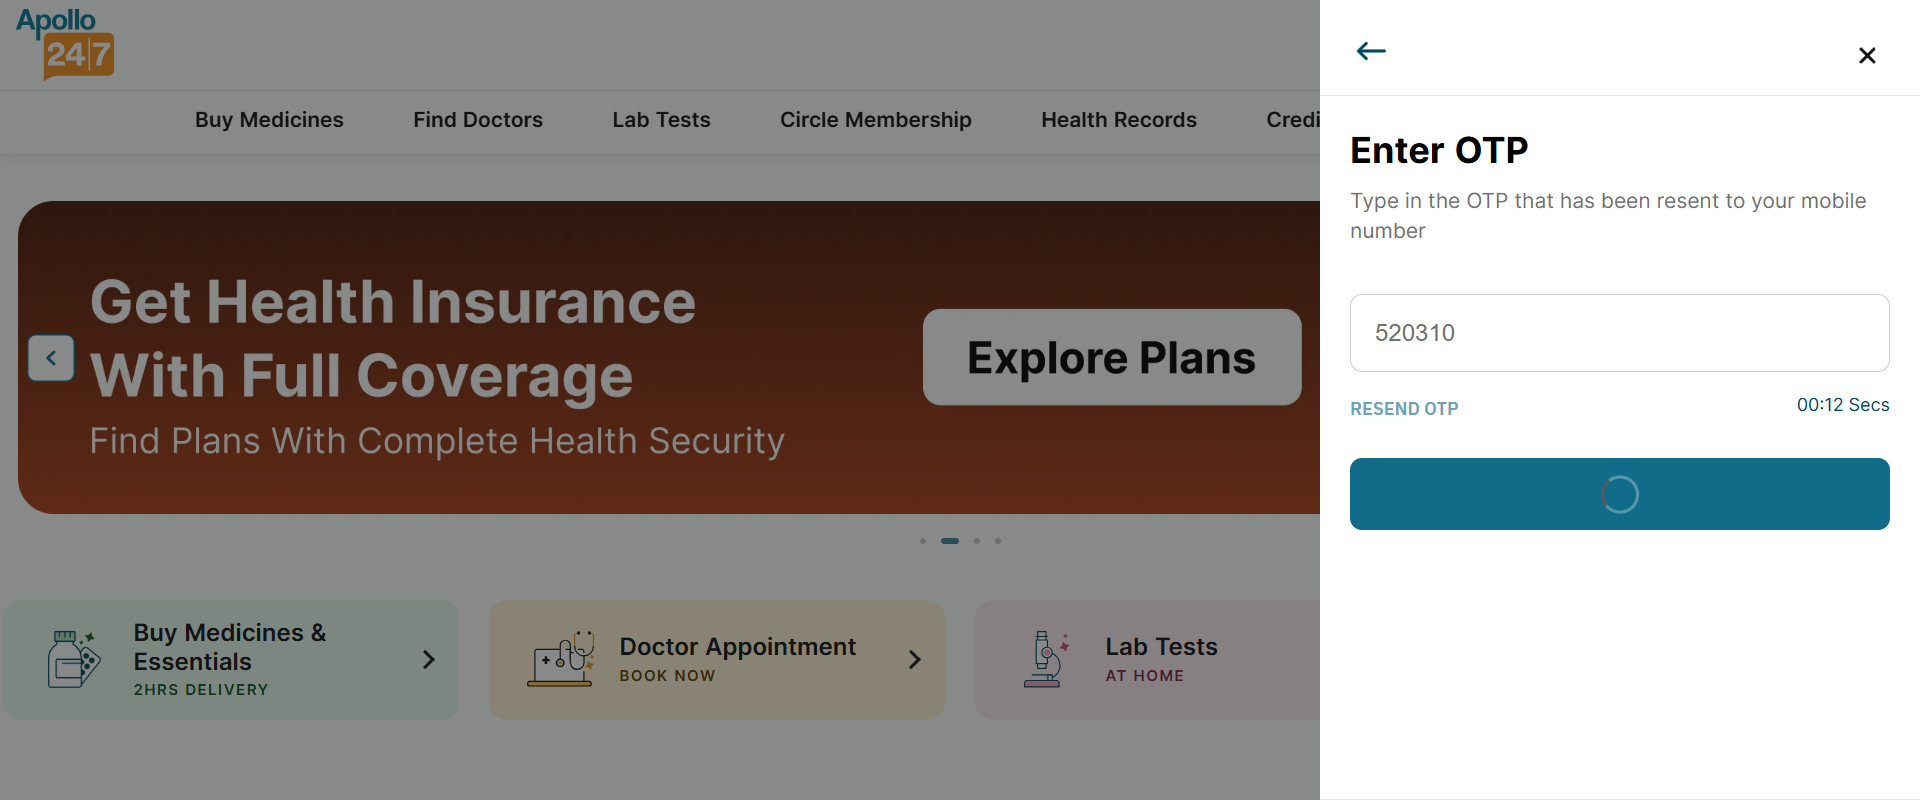 Apollo
24|7
Buy Medicines
Find Doctors
Lab Tests
Circle Membership
Health Records
Credi
Get Health Insurance
With Full Coverage
Find Plans With Complete Health Security
Explore Plans
Buy Medicines &
Essentials
2HRS DELIVERY
Doctor Appointment
BOOK NOW
Lab Tests
AT HOME
Enter OTP
Type in the OTP that has been resent to your mobile
number
520310
RESEND OTP
00:12 Secs